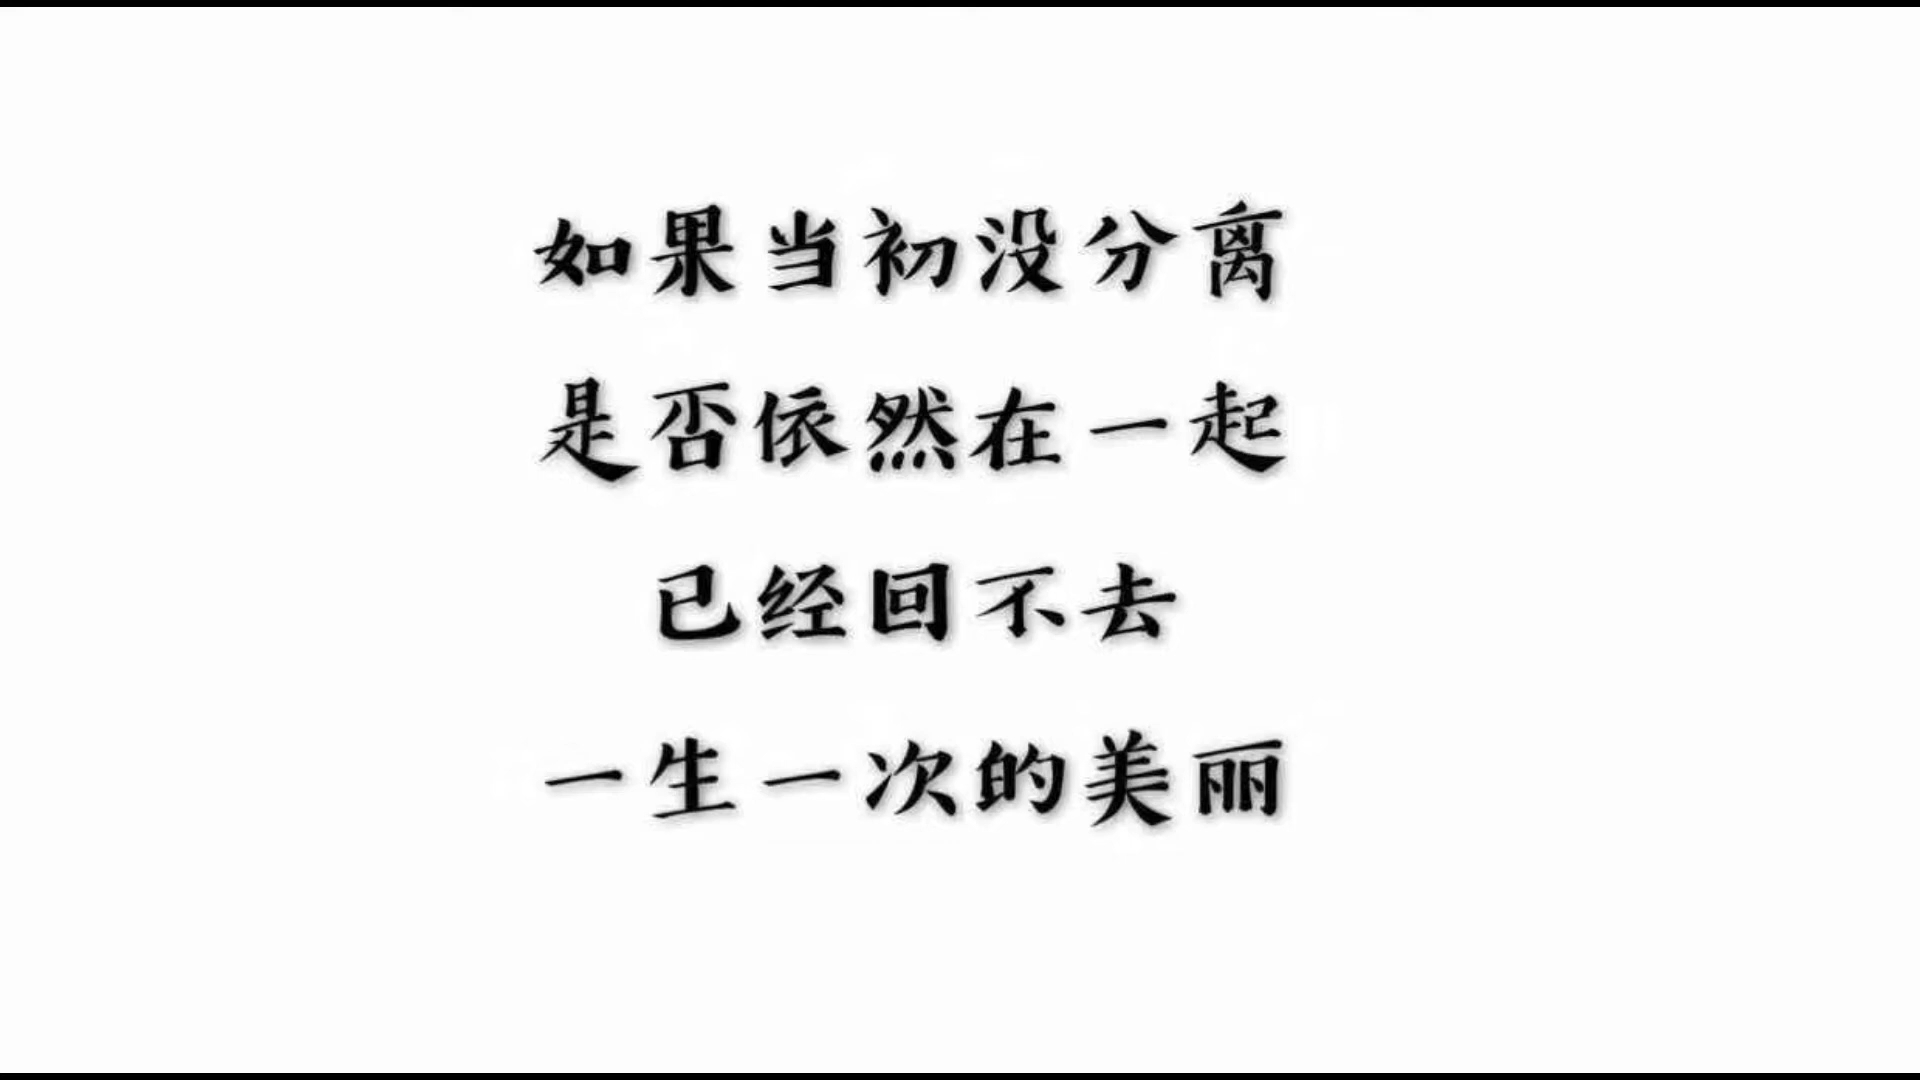 如果当初没分离
是否依然在一起
已经回不去
一生一次的美丽